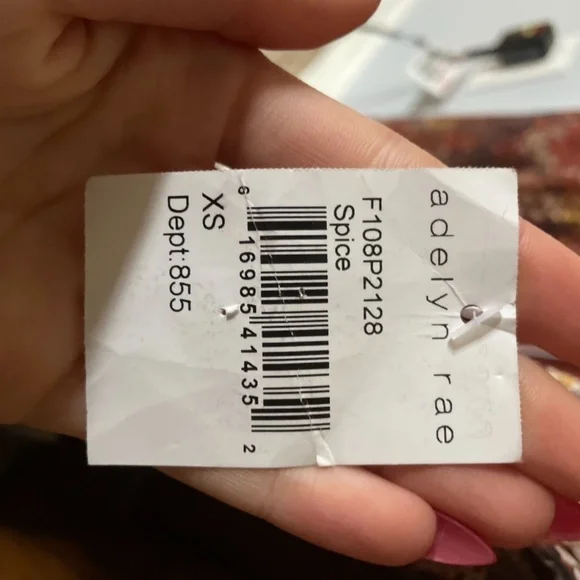 adelyn rae
F108P2128
Spice
6 16985 41435 2
XS
Dept:855